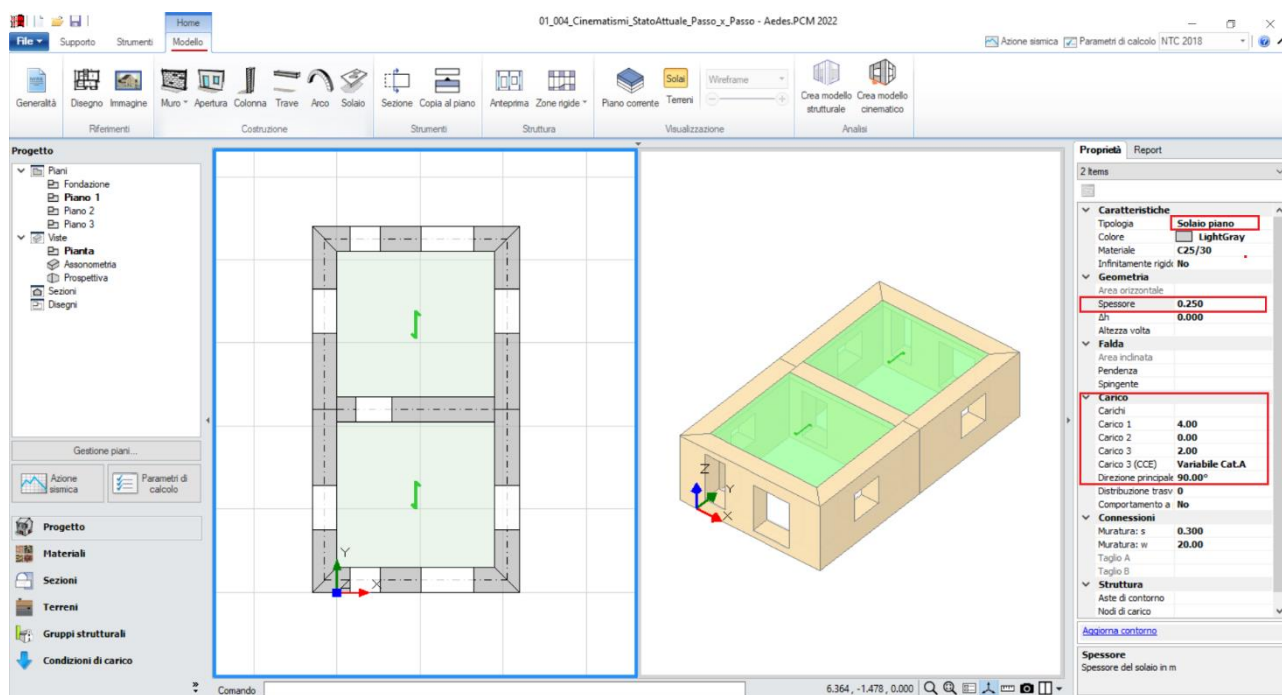 01_004_Cinematismi_StatoAttuale_Passo_x_Passo - Aedes.PCM 2022
Home
File Supporto Strumenti Modello
Azione sismica Parametri di calcolo NTC 2018
Generalità Disegno Immagine Muro Apertura Colonna Trave Arco Solaio Sezione Copia al piano Anteprima Zone rigide Piano corrente Solai Terreni Wireframe Crea modello strutturale Crea modello cinematico
Riferimenti Costruzione Strumenti Struttura Visualizzazione Analisi
Progetto
Piani
Fondazione
Piano 1
Piano 2
Piano 3
Viste
Pianta
Assonometria
Prospettiva
Sezioni
Disegni
Gestione piani...
Azione sismica
Parametri di calcolo
Progetto
Materiali
Sezioni
Terreni
Gruppi strutturali
Condizioni di carico
Y
Z X
Z
Y
X
Proprietà Report
2 Items
Caratteristiche
Tipologia Solaio piano
Colore LightGray
Materiale C25/30
Infinitamente rigid No
Geometria
Area orizzontale
Spessore 0.250
Δh 0.000
Altezza volta
Falda
Area inclinata
Pendenza
Spingente
Carico
Carichi
Carico 1 4.00
Carico 2 0.00
Carico 3 2.00
Carico 3 (CCE) Variabile Cat.A
Direzione principale 90.00°
Distribuzione trasv 0
Comportamento a No
Connessioni
Muratura: s 0.300
Muratura: w 20.00
Taglio A
Taglio B
Struttura
Aste di contorno
Nodi di carico
Aggiorna contorno
Spessore
Spessore del solaio in m
Comando
6.364 , -1.478 , 0.000